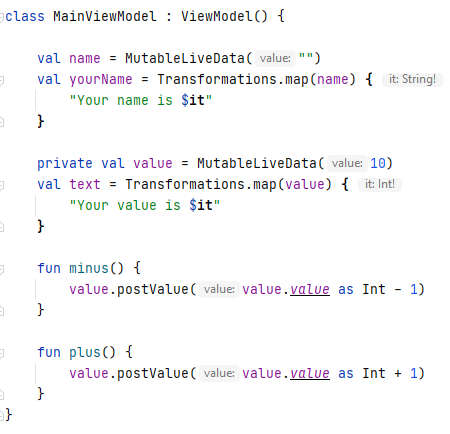 class MainViewModel : ViewModel() {
val name = MutableLiveData( value: "")
val yourName = Transformations.map(name) { it: String!
"Your name is $it"
}
private val value = MutableLiveData( value: 10)
val text = Transformations.map(value) { it: Int!
"Your value is $it"
}
fun minus() {
value.postValue( value: value.value as Int - 1)
}
fun plus() {
value.postValue( value: value.value as Int + 1)
}
}